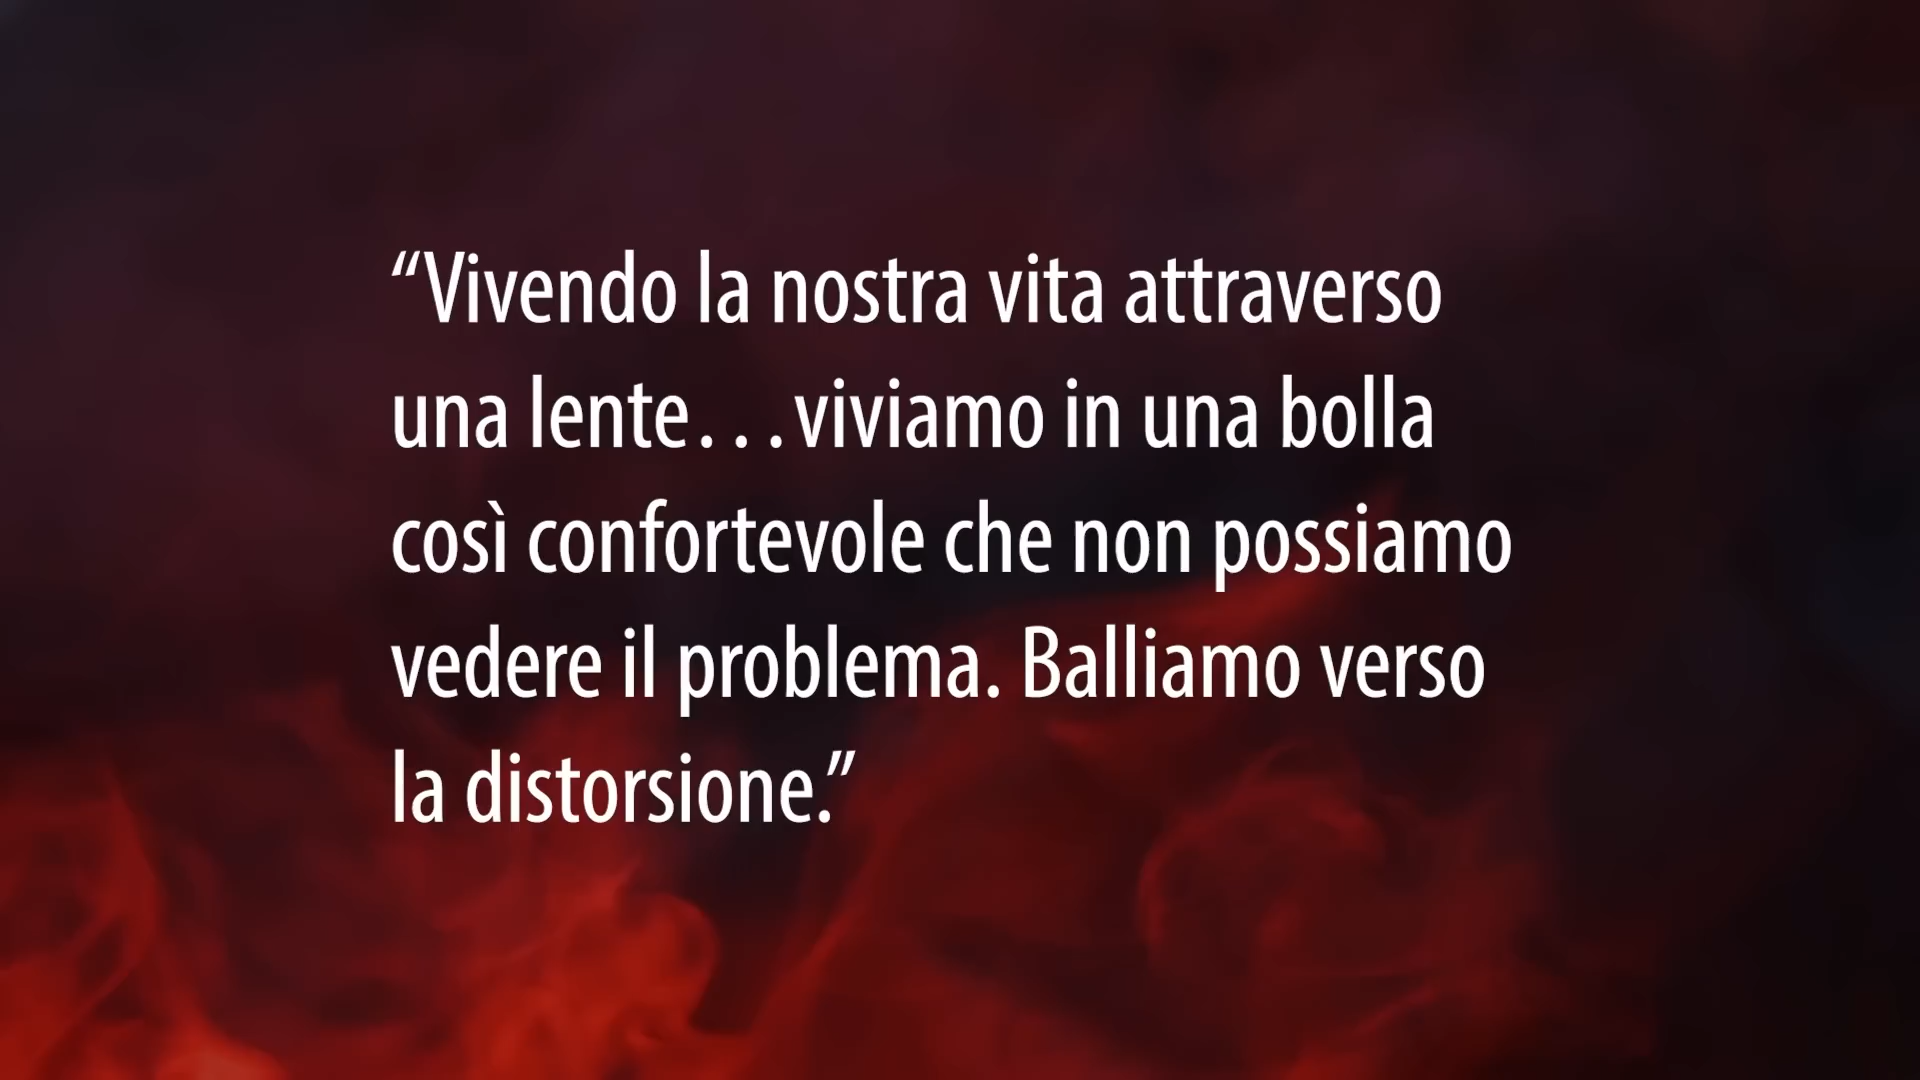 “Vivendo la nostra vita attraverso
una lente. . . viviamo in una bolla
così confortevole che non possiamo
vedere il problema. Balliamo verso
la distorsione.”